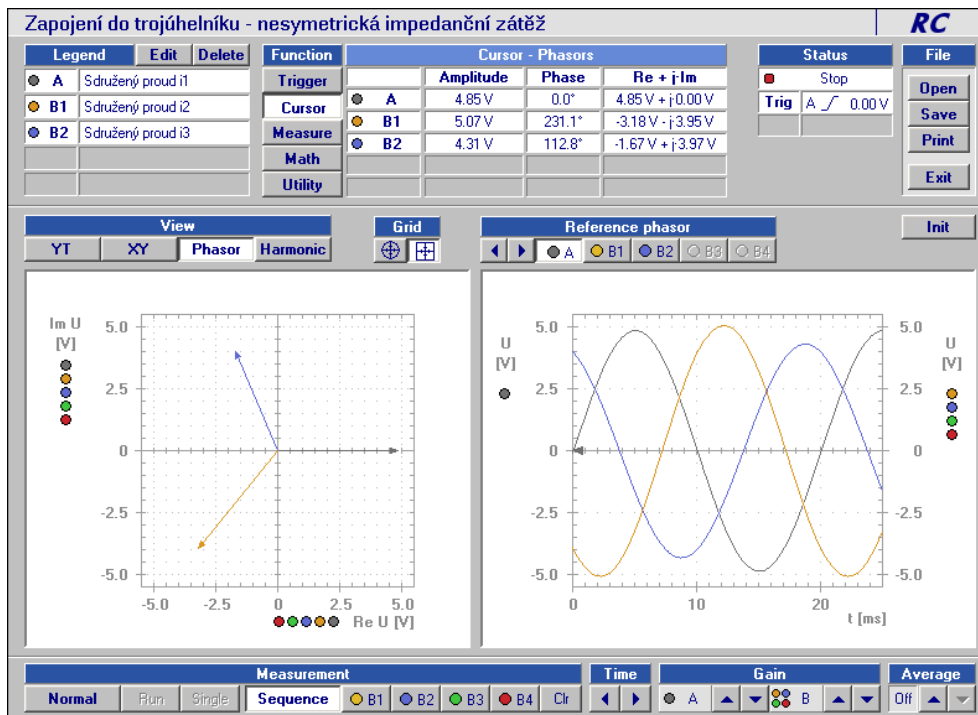 Zapojení do trojúhelníku - nesymetrická impedanční zátěž RC
Legend Edit Delete Function Cursor - Phasors Status File
A Sdružený proud i1 Trigger Amplitude Phase Re + j·Im Stop Open
B1 Sdružený proud i2 Cursor A 4.85 V 0.0° 4.85 V + j·0.00 V Trig A 0.00 V Save
B2 Sdružený proud i3 Measure B1 5.07 V 231.1° -3.18 V - j·3.95 V Print
Math B2 4.31 V 112.8° -1.67 V + j·3.97 V
Utility Exit
View Grid Reference phasor Init
YT XY Phasor Harmonic A B1 B2 B3 B4
Im U
[V]
5.0
2.5
0
-2.5
-5.0
-5.0 -2.5 0 2.5 5.0
Re U [V]
U
[V]
5.0
2.5
0
-2.5
-5.0
U
[V]
5.0
2.5
0
-2.5
-5.0
0 10 20
t [ms]
Measurement Time Gain Average
Normal Run Single Sequence B1 B2 B3 B4 Clr A B Off